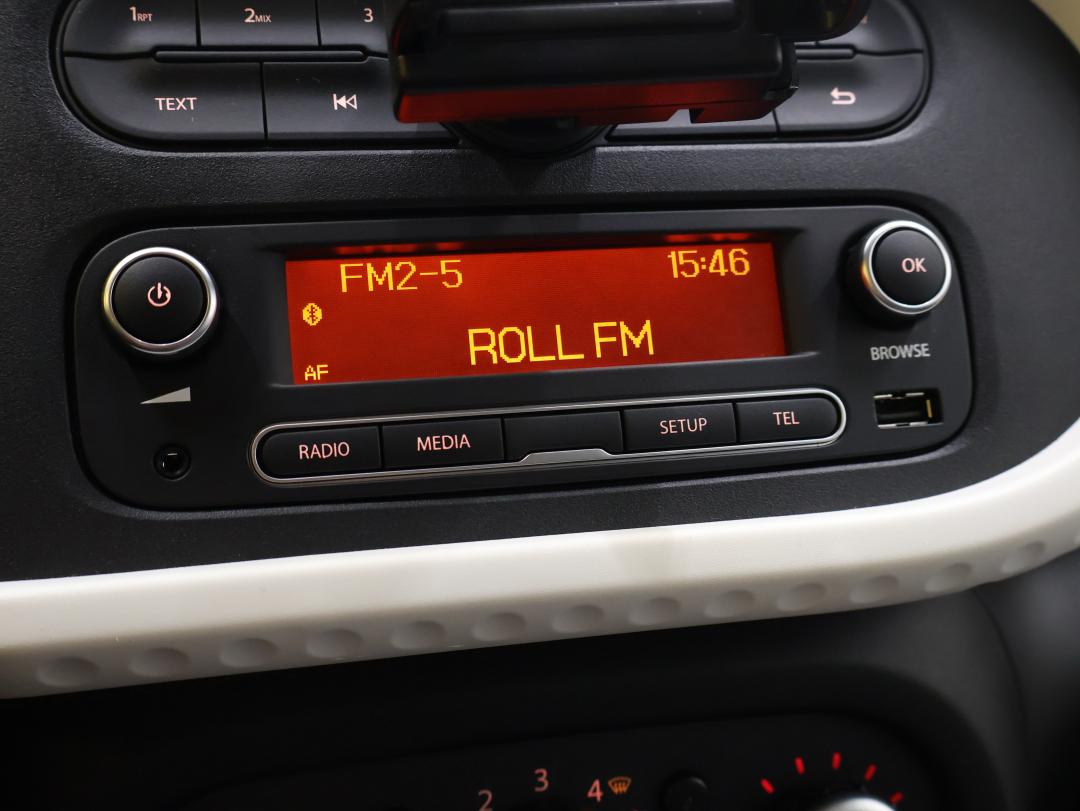 1RPT 2MIX 3
TEXT
FM2-5 15:46
ROLL FM
AF
OK
BROWSE
RADIO MEDIA SETUP TEL
2 3 4